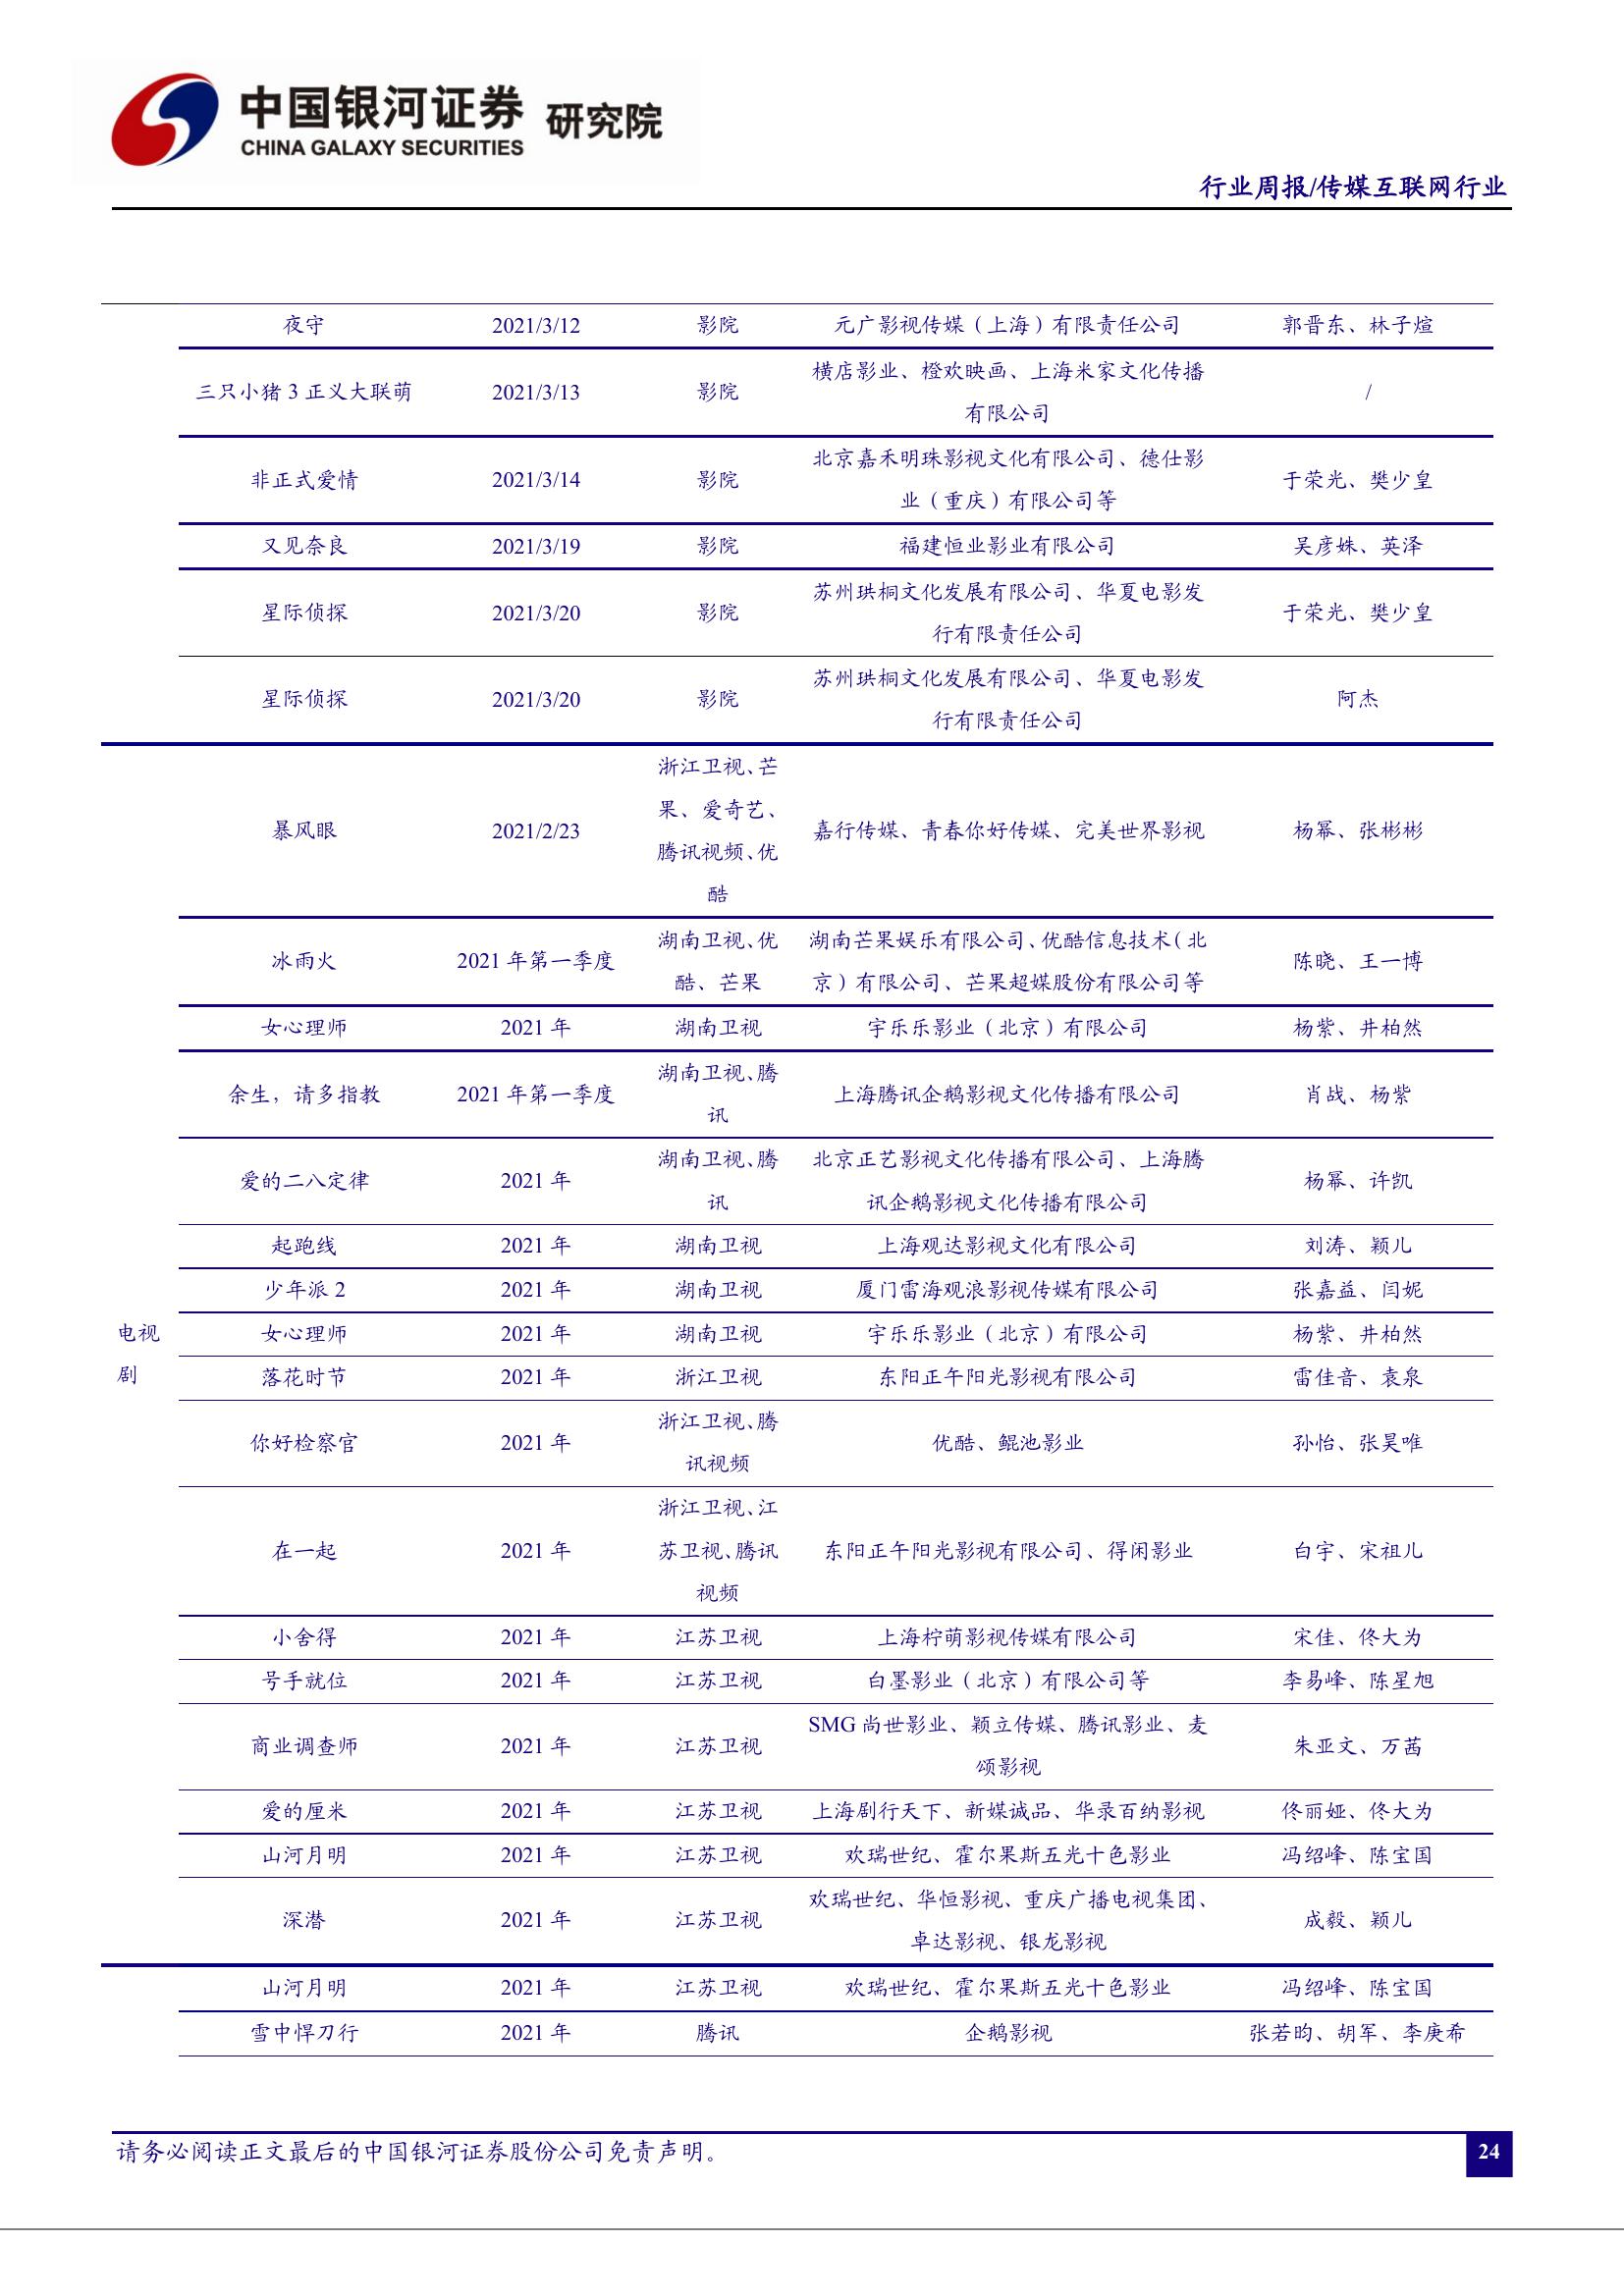 中国银河证券 研究院
CHINA GALAXY SECURITIES
行业周报/传媒互联网行业
夜守 2021/3/12 影院 元广影视传媒（上海）有限责任公司 郭晋东、林子煊
三只小猪 3 正义大联萌 2021/3/13 影院 横店影业、橙欢映画、上海米家文化传播
有限公司 /
非正式爱情 2021/3/14 影院 北京嘉禾明珠影视文化有限公司、德仕影
业（重庆）有限公司等 于荣光、樊少皇
又见奈良 2021/3/19 影院 福建恒业影业有限公司 吴彦姝、英泽
星际侦探 2021/3/20 影院 苏州珙桐文化发展有限公司、华夏电影发
行有限责任公司 于荣光、樊少皇
星际侦探 2021/3/20 影院 苏州珙桐文化发展有限公司、华夏电影发
行有限责任公司 阿杰
电视
剧
暴风眼 2021/2/23 浙江卫视、芒
果、爱奇艺、
腾讯视频、优
酷 嘉行传媒、青春你好传媒、完美世界影视 杨幂、张彬彬
冰雨火 2021 年第一季度 湖南卫视、优
酷、芒果 湖南芒果娱乐有限公司、优酷信息技术（北
京）有限公司、芒果超媒股份有限公司等 陈晓、王一博
女心理师 2021 年 湖南卫视 宇乐乐影业（北京）有限公司 杨紫、井柏然
余生，请多指教 2021 年第一季度 湖南卫视、腾
讯 上海腾讯企鹅影视文化传播有限公司 肖战、杨紫
爱的二八定律 2021 年 湖南卫视、腾
讯 北京正艺影视文化传播有限公司、上海腾
讯企鹅影视文化传播有限公司 杨幂、许凯
起跑线 2021 年 湖南卫视 上海观达影视文化有限公司 刘涛、颖儿
少年派 2 2021 年 湖南卫视 厦门雷海观浪影视传媒有限公司 张嘉益、闫妮
女心理师 2021 年 湖南卫视 宇乐乐影业（北京）有限公司 杨紫、井柏然
落花时节 2021 年 浙江卫视 东阳正午阳光影视有限公司 雷佳音、袁泉
你好检察官 2021 年 浙江卫视、腾
讯视频 优酷、鲲池影业 孙怡、张昊唯
在一起 2021 年 浙江卫视、江
苏卫视、腾讯
视频 东阳正午阳光影视有限公司、得闲影业 白宇、宋祖儿
小舍得 2021 年 江苏卫视 上海柠萌影视传媒有限公司 宋佳、佟大为
号手就位 2021 年 江苏卫视 白墨影业（北京）有限公司等 李易峰、陈星旭
商业调查师 2021 年 江苏卫视 SMG 尚世影业、颖立传媒、腾讯影业、麦
颂影视 朱亚文、万茜
爱的厘米 2021 年 江苏卫视 上海剧行天下、新媒诚品、华录百纳影视 佟丽娅、佟大为
山河月明 2021 年 江苏卫视 欢瑞世纪、霍尔果斯五光十色影业 冯绍峰、陈宝国
深潜 2021 年 江苏卫视 欢瑞世纪、华恒影视、重庆广播电视集团、
卓达影视、银龙影视 成毅、颖儿
山河月明 2021 年 江苏卫视 欢瑞世纪、霍尔果斯五光十色影业 冯绍峰、陈宝国
雪中悍刀行 2021 年 腾讯 企鹅影视 张若昀、胡军、李庚希
请务必阅读正文最后的中国银河证券股份公司免责声明。
24